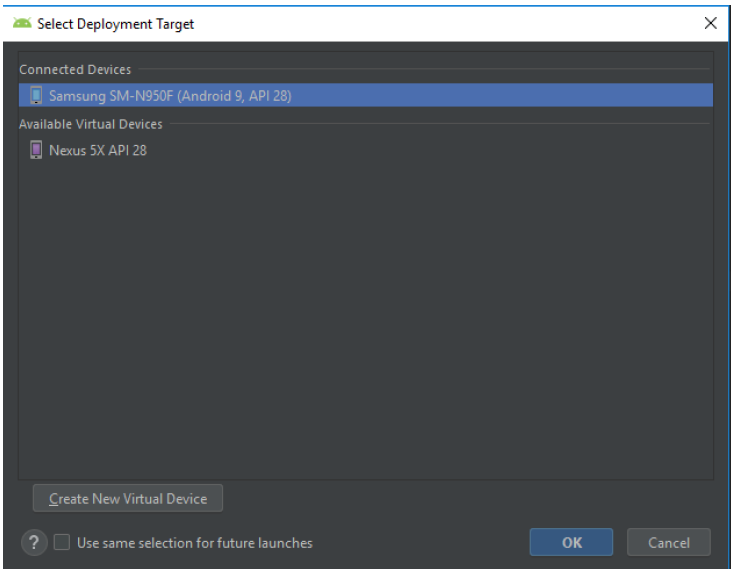 Select Deployment Target
Connected Devices
Samsung SM-N950F (Android 9, API 28)
Available Virtual Devices
Nexus 5X API 28
Create New Virtual Device
? Use same selection for future launches OK Cancel